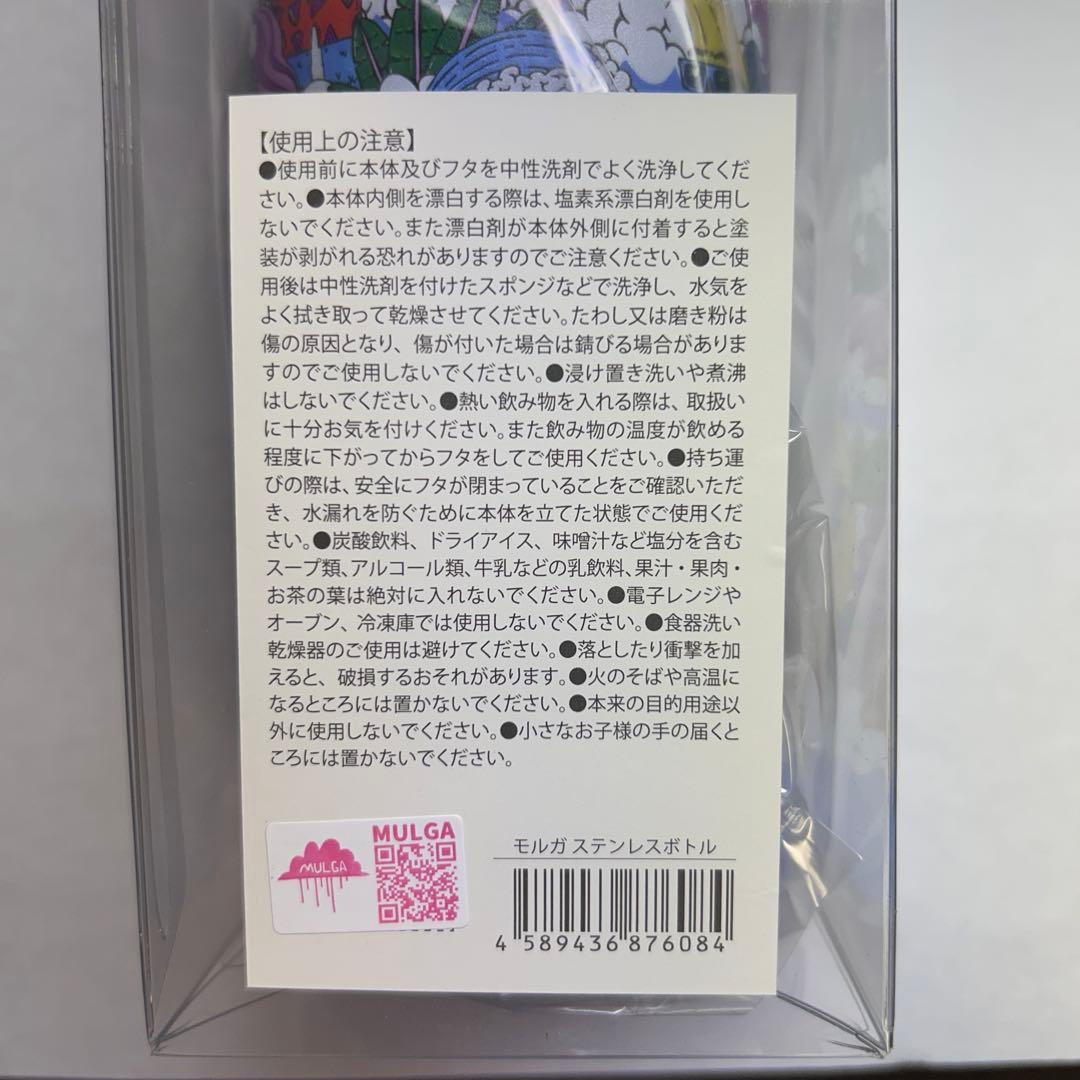 【使用上の注意】
●使用前に本体及びフタを中性洗剤でよく洗浄してくだ
さい。●本体内側を漂白する際は、塩素系漂白剤を使用し
ないでください。また漂白剤が本体外側に付着すると塗
装が剥がれる恐れがありますのでご注意ください。●ご使
用後は中性洗剤を付けたスポンジなどで洗浄し、水気を
よく拭き取って乾燥させてください。たわし又は磨き粉は
傷の原因となり、傷が付いた場合は錆びる場合がありま
すのでご使用しないでください。●浸け置き洗いや煮沸
はしないでください。●熱い飲み物を入れる際は、取扱い
に十分お気を付けください。また飲み物の温度が飲める
程度に下がってからフタをしてご使用ください。●持ち運
びの際は、安全にフタが閉まっていることをご確認いただ
き、水漏れを防ぐために本体を立てた状態でご使用くだ
さい。●炭酸飲料、ドライアイス、味噌汁など塩分を含む
スープ類、アルコール類、牛乳などの乳飲料、果汁・果肉・
お茶の葉は絶対に入れないでください。●電子レンジや
オーブン、冷凍庫では使用しないでください。●食器洗い
乾燥器のご使用は避けてください。●落としたり衝撃を加
えると、破損するおそれがあります。●火のそばや高温に
なるところには置かないでください。●本来の目的用途以
外に使用しないでください。●小さなお子様の手の届くと
ころには置かないでください。
MULGA
MULGA
モルガ ステンレスボトル
4 589436 876084